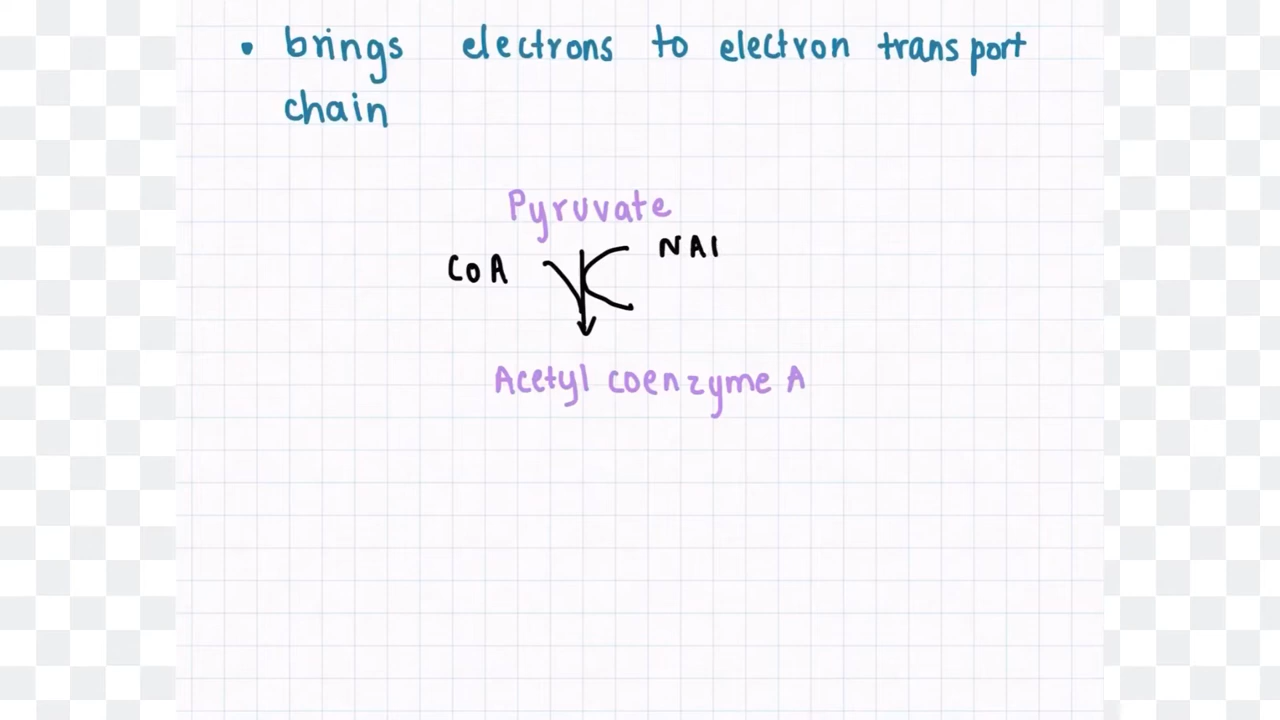 • brings electrons to electron transport
chain
Pyruvate
CoA NAI
Acetyl coenzyme A